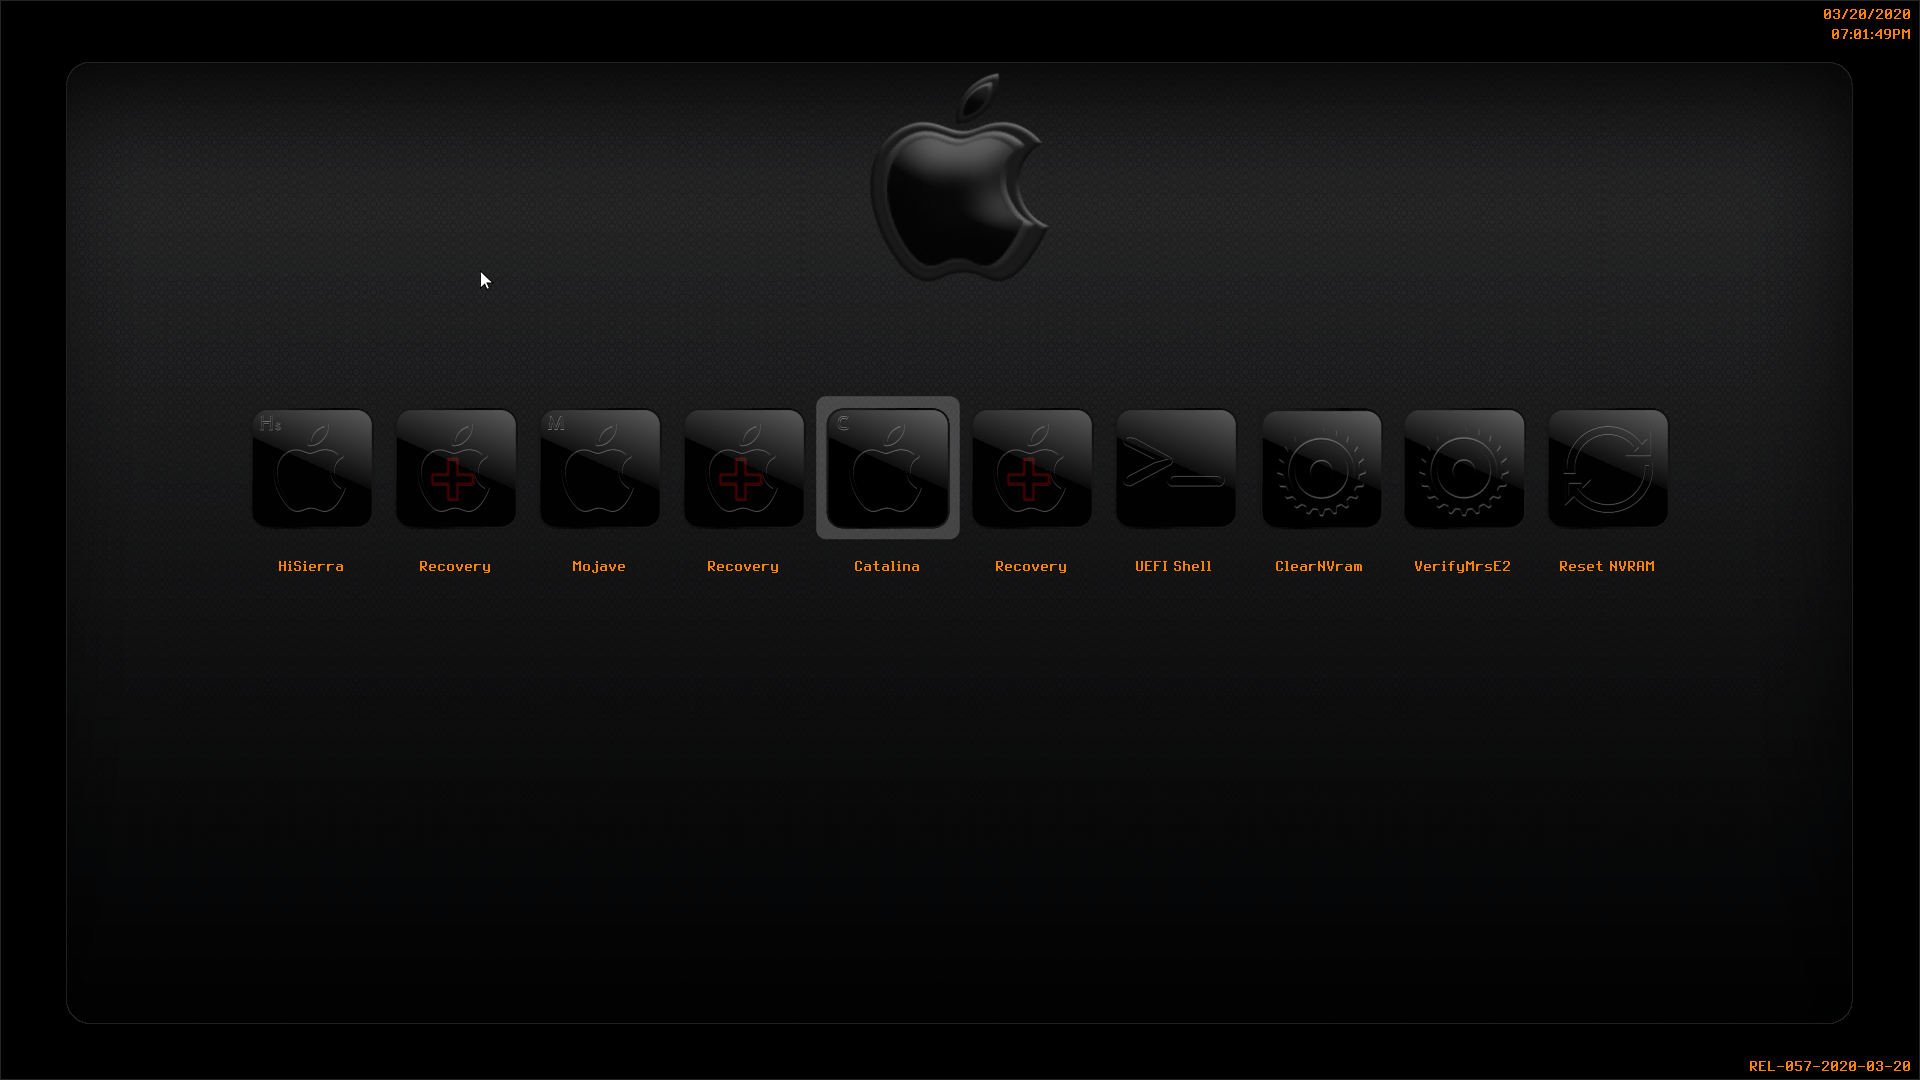 03/20/2020
07:01:49PM
Hs
M
C
HiSierra
Recovery
Mojave
Recovery
Catalina
Recovery
UEFI Shell
ClearNVram
VerifyMrsE2
Reset NVRAM
REL-057-2020-03-20